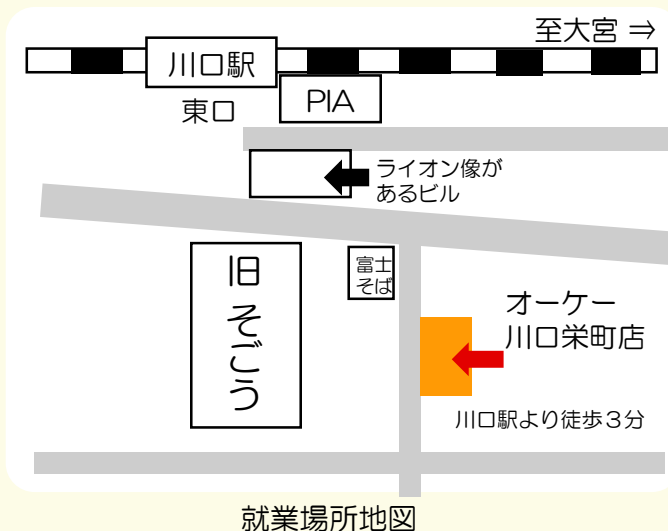 至大宮 ⇒
川口駅
東口
PIA
ライオン像が
あるビル
旧そごう
富士
そば
オーケー
川口栄町店
川口駅より徒歩３分
就業場所地図